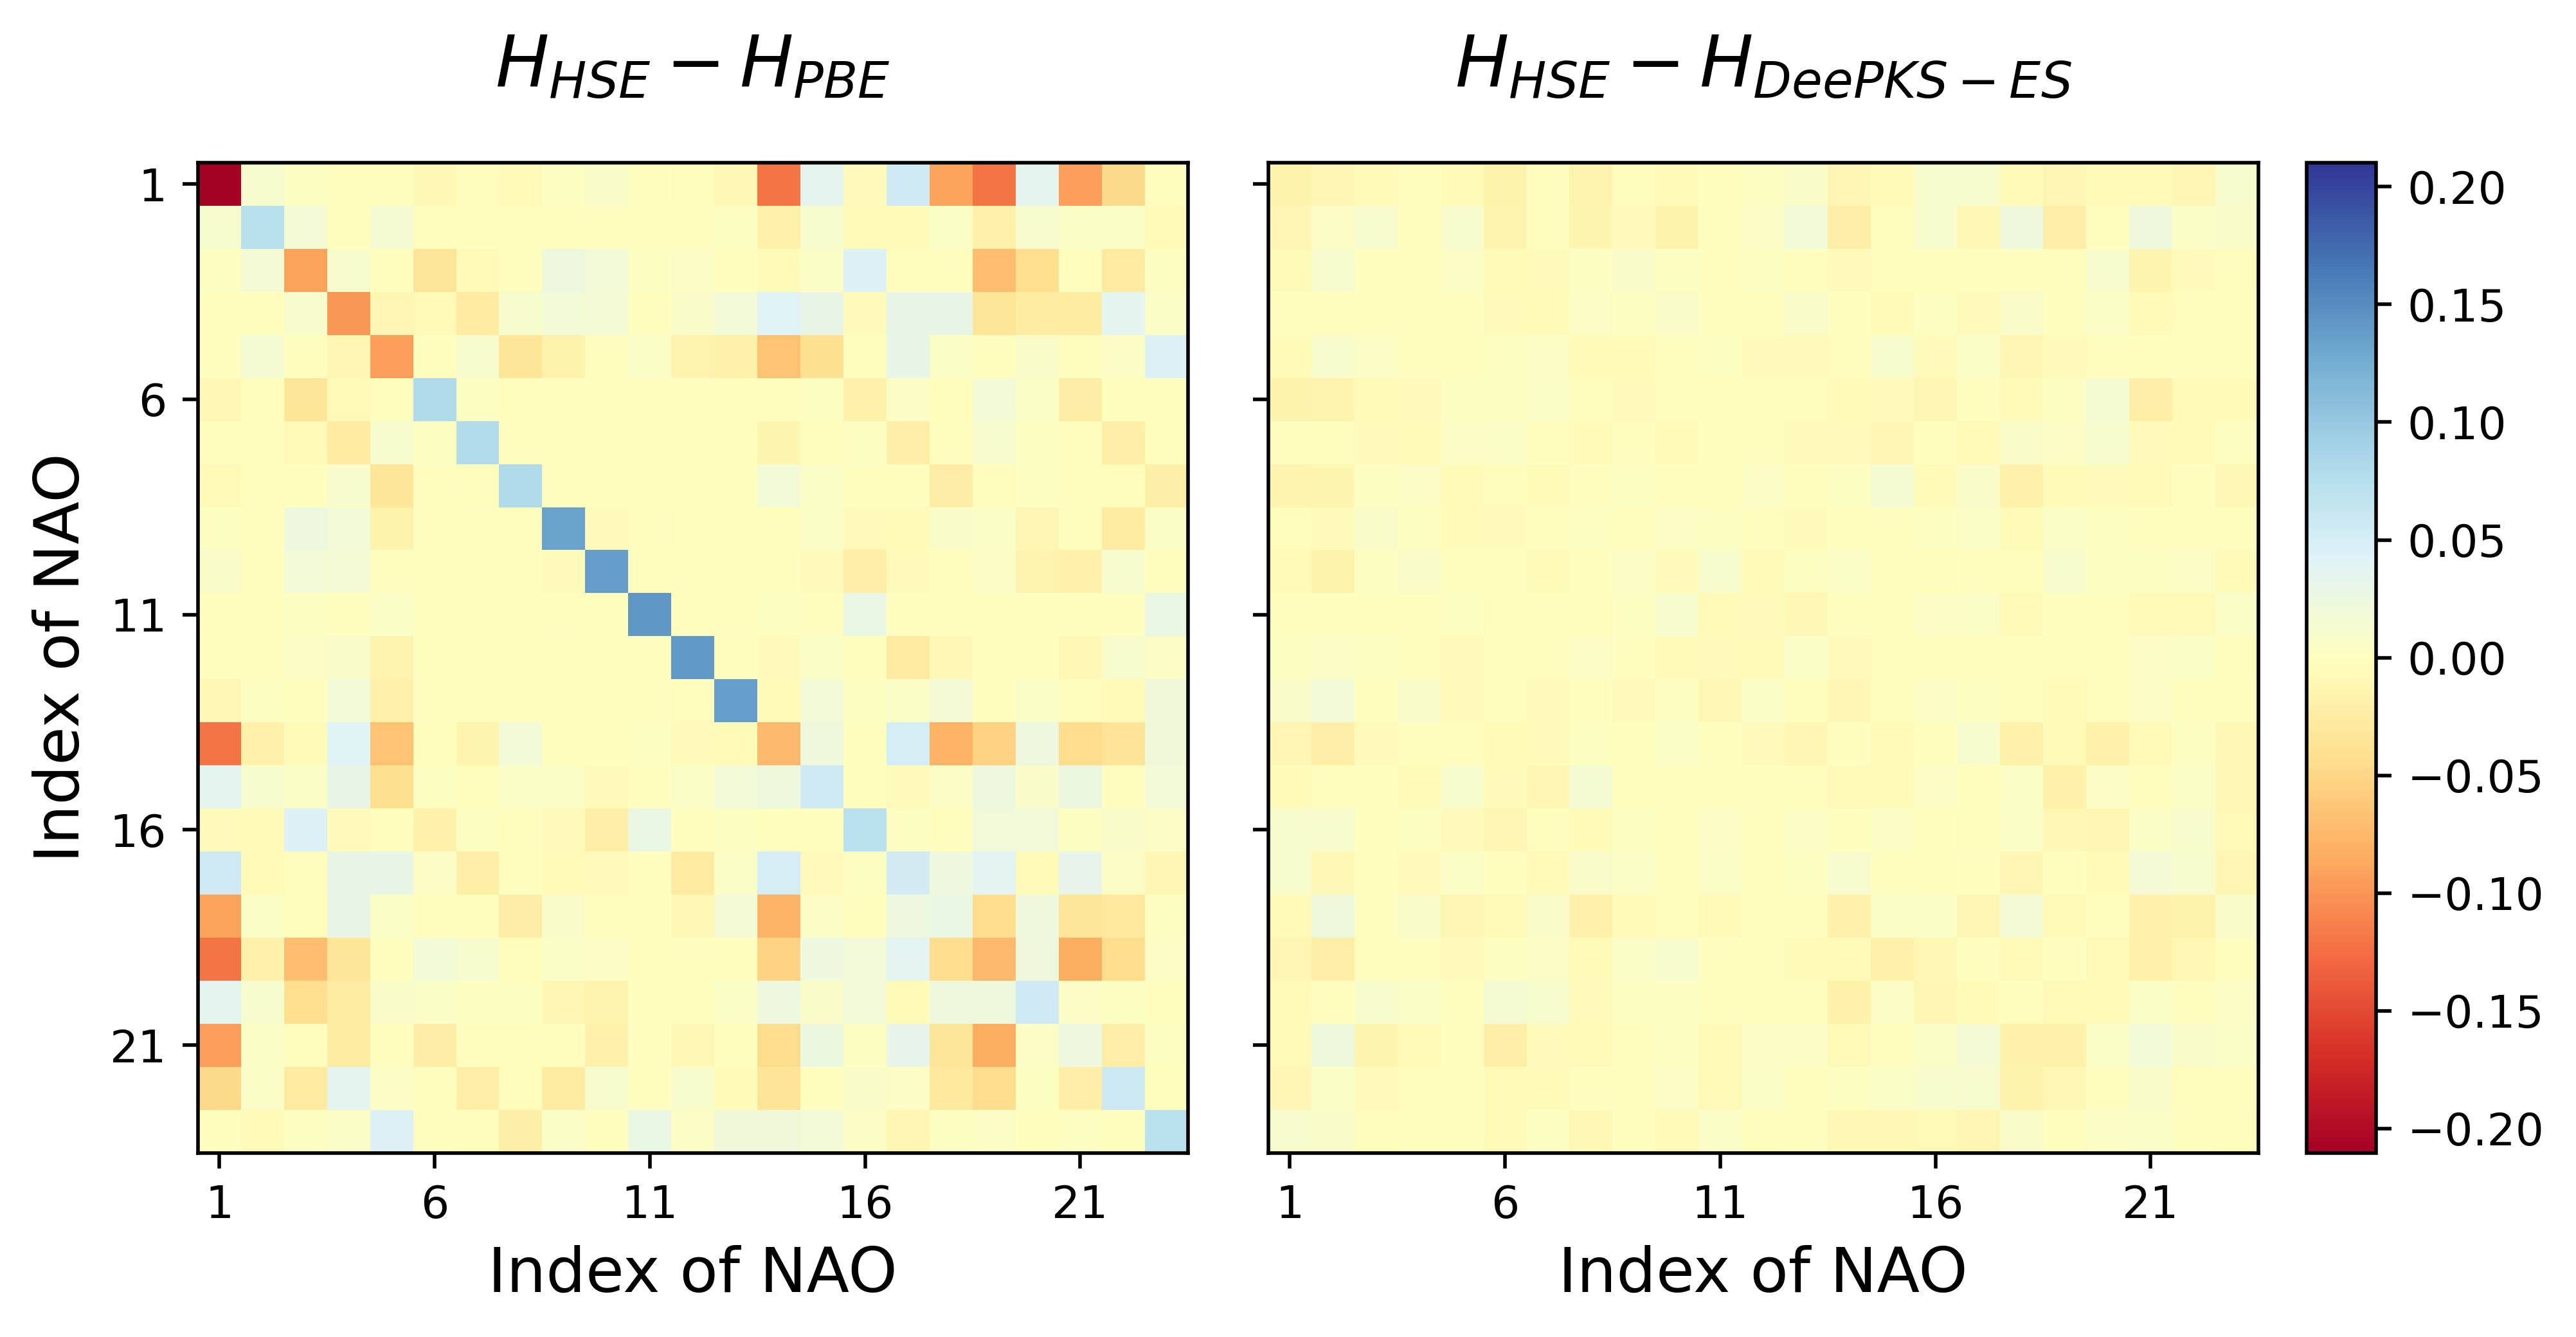 H_{HSE} − H_{PBE}
H_{HSE} − H_{DeePKS−ES}
Index of NAO
1
6
11
16
21
1 6 11 16 21
1 6 11 16 21
Index of NAO
Index of NAO
0.20
0.15
0.10
0.05
0.00
−0.05
−0.10
−0.15
−0.20